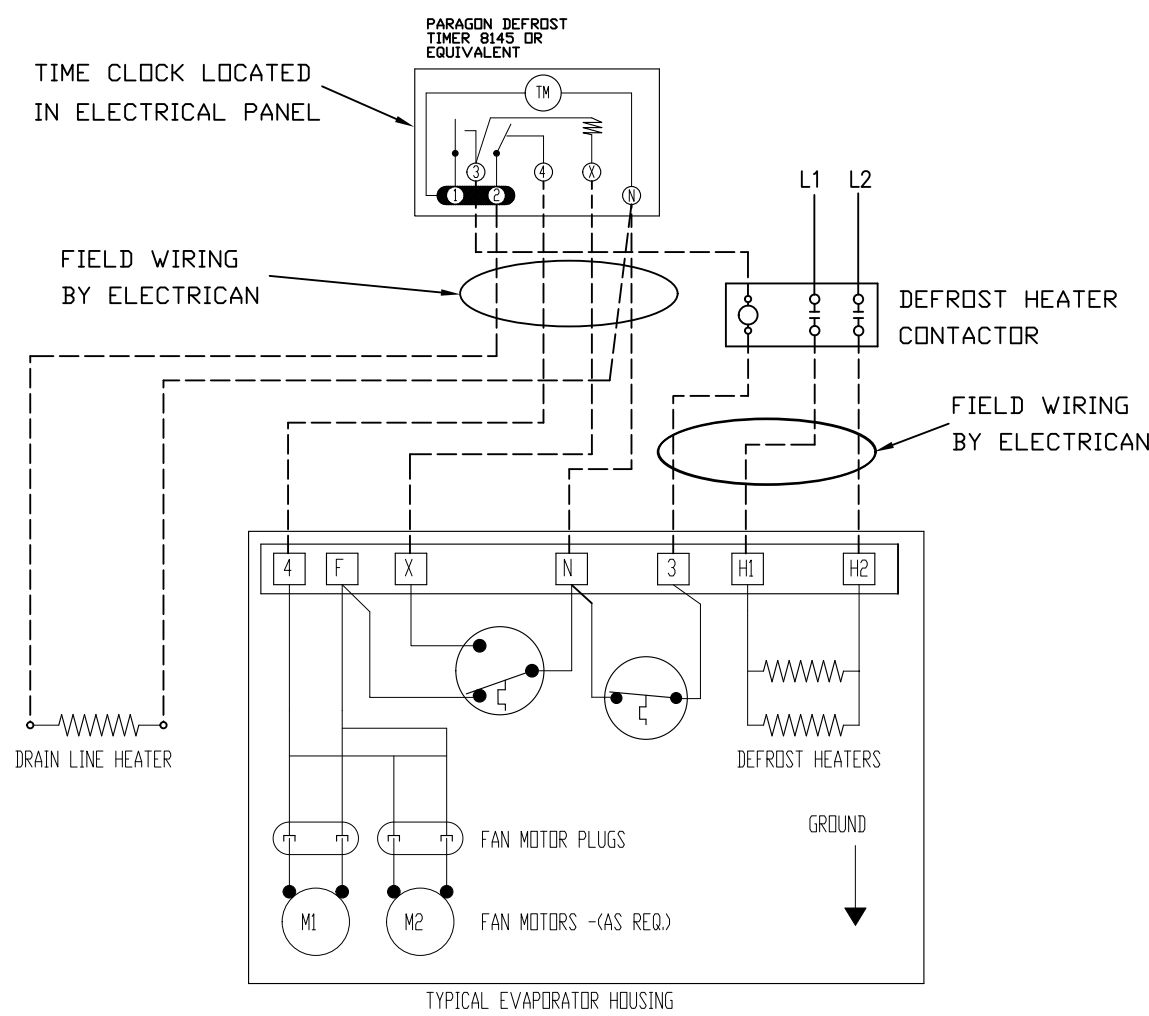 PARAGON DEFROST
TIMER 8145 OR
EQUIVALENT
TIME CLOCK LOCATED
IN ELECTRICAL PANEL
TM
3
4
X
1
2
N
L1
L2
FIELD WIRING
BY ELECTRICAN
DEFROST HEATER
CONTACTOR
FIELD WIRING
BY ELECTRICAN
4
F
X
N
3
H1
H2
DRAIN LINE HEATER
DEFROST HEATERS
GROUND
FAN MOTOR PLUGS
M1
M2
FAN MOTORS -(AS REQ.)
TYPICAL EVAPORATOR HOUSING